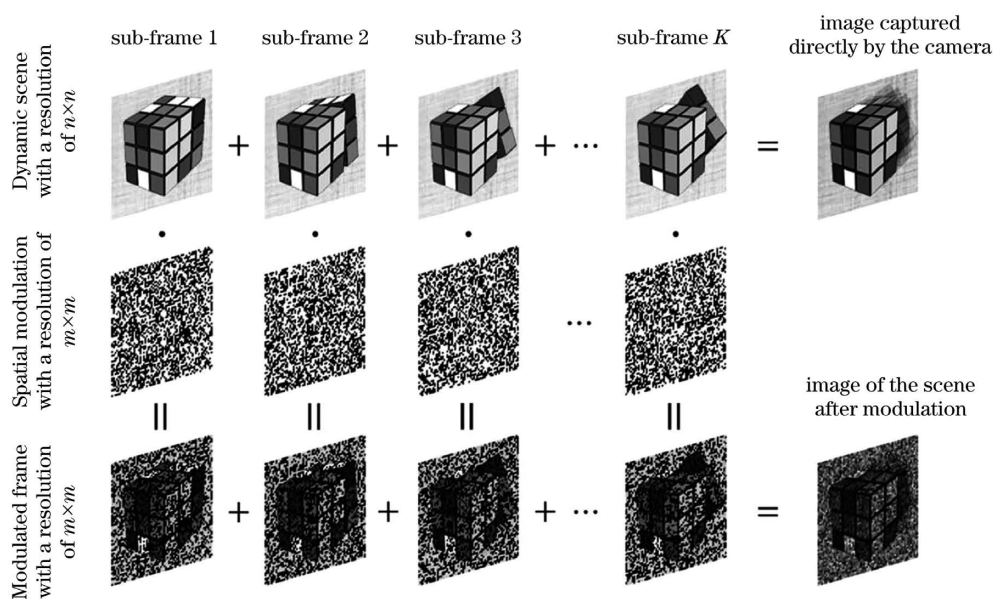 sub-frame 1
sub-frame 2
sub-frame 3
sub-frame K
image captured
directly by the camera
Dynamic scene
with a resolution
of n×n
+
+
+
...
=
·
·
·
·
Spatial modulation
with a resolution of
m×m
...
=
=
=
=
image of the scene
after modulation
Modulated frame
with a resolution
of m×m
+
+
+
...
=